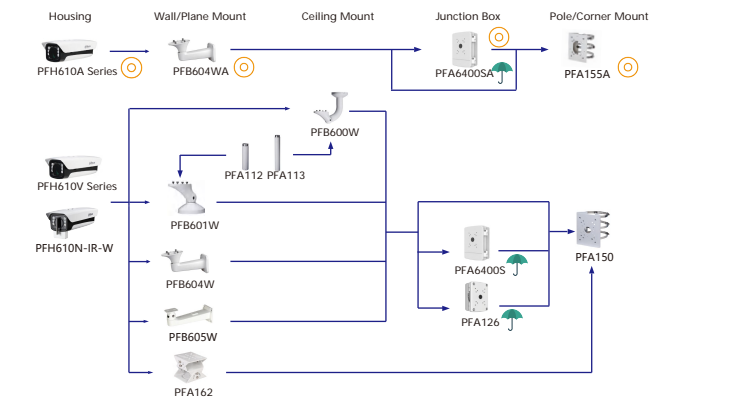 Housing
Wall/Plane Mount
Ceiling Mount
Junction Box
Pole/Corner Mount
PFH610A Series
PFB604WA
PFA6400SA
PFA155A
PFB600W
PFA112 PFA113
PFH610V Series
PFB601W
PFH610N-IR-W
PFA150
PFA6400S
PFB604W
PFA126
PFB605W
PFA162